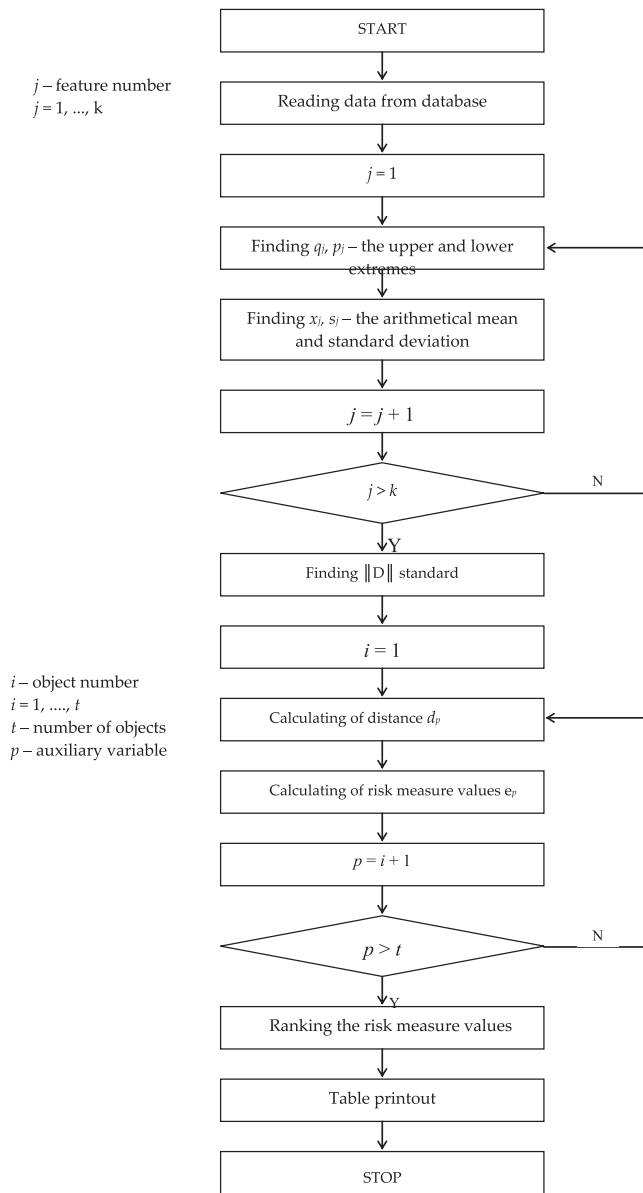 START
j – feature number
j = 1, ..., k
Reading data from database
j = 1
Finding qj, pj – the upper and lower
extremes
Finding xj, sj – the arithmetical mean
and standard deviation
j = j + 1
j > k
N
Y
Finding ‖D‖ standard
i = 1
i – object number
i = 1, ...., t
t – number of objects
p – auxiliary variable
Calculating of distance dp
Calculating of risk measure values ep
p = i + 1
p > t
N
Y
Ranking the risk measure values
Table printout
STOP